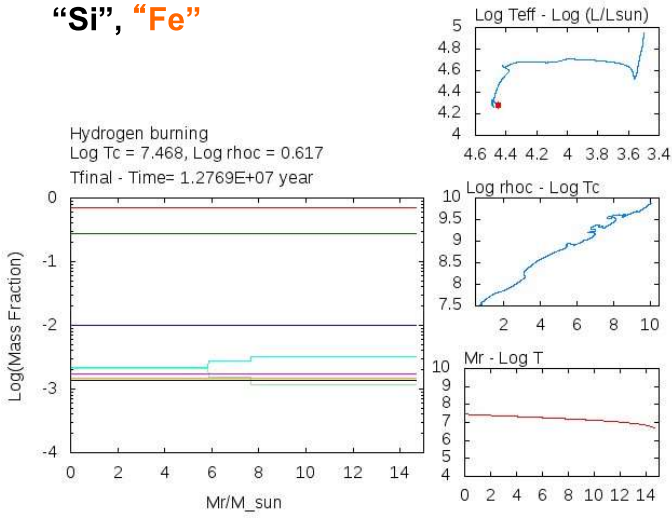 “Si”, “Fe”
Log Teff - Log (L/Lsun)
5
4.8
4.6
4.4
4.2
4
4.6 4.4 4.2 4 3.8 3.6 3.4
Hydrogen burning
Log Tc = 7.468, Log rhoc = 0.617
Tfinal - Time= 1.2769E+07 year
0
-1
-2
-3
-4
Log(Mass Fraction)
0 2 4 6 8 10 12 14
Mr/M_sun
Log rhoc - Log Tc
10
9.5
9
8.5
8
7.5
2 4 6 8 10
Mr - Log T
10
9
8
7
6
5
4
0 2 4 6 8 10 12 14